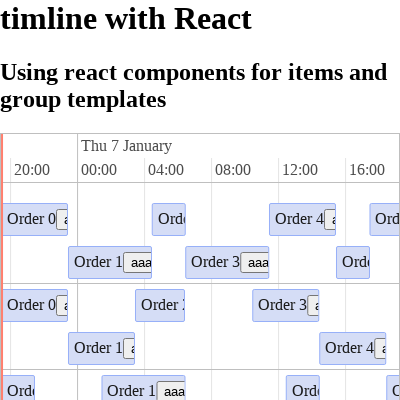 timline with React
Using react components for items and
group templates
Thu 7 January
20:00 00:00 04:00 08:00 12:00 16:00
Order 0 Order 4
Order 1 aaa Order 3 aaa
Order 0 Order Order 3
Order 1 Order 4
Order 1 aaa